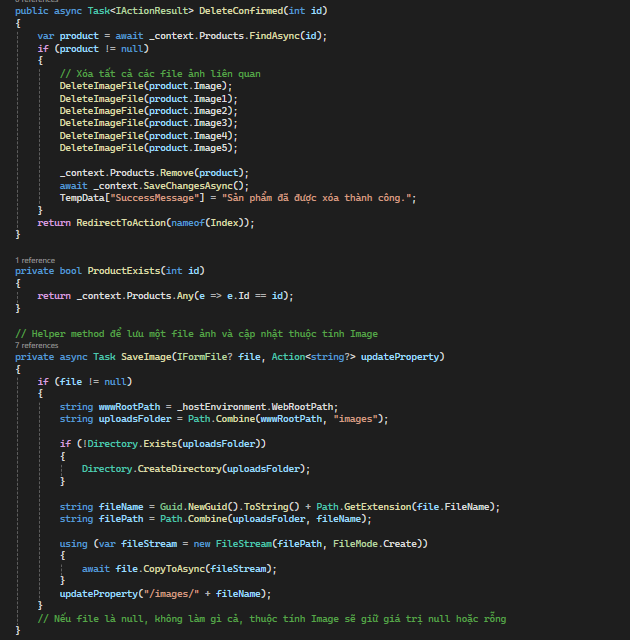 public async Task<IActionResult> DeleteConfirmed(int id)
{
var product = await _context.Products.FindAsync(id);
if (product != null)
{
// Xóa tất cả các file ảnh liên quan
DeleteImageFile(product.Image);
DeleteImageFile(product.Image1);
DeleteImageFile(product.Image2);
DeleteImageFile(product.Image3);
DeleteImageFile(product.Image4);
DeleteImageFile(product.Image5);
_context.Products.Remove(product);
await _context.SaveChangesAsync();
TempData["SuccessMessage"] = "Sản phẩm đã được xóa thành công.";
}
return RedirectToAction(nameof(Index));
}
1 reference
private bool ProductExists(int id)
{
return _context.Products.Any(e => e.Id == id);
}
// Helper method để lưu một file ảnh và cập nhật thuộc tính Image
7 references
private async Task SaveImage(IFormFile? file, Action<string?> updateProperty)
{
if (file != null)
{
string wwwRootPath = _hostEnvironment.WebRootPath;
string uploadsFolder = Path.Combine(wwwRootPath, "images");
if (!Directory.Exists(uploadsFolder))
{
Directory.CreateDirectory(uploadsFolder);
}
string fileName = Guid.NewGuid().ToString() + Path.GetExtension(file.FileName);
string filePath = Path.Combine(uploadsFolder, fileName);
using (var fileStream = new FileStream(filePath, FileMode.Create))
{
await file.CopyToAsync(fileStream);
}
updateProperty("/images/" + fileName);
}
// Nếu file là null, không làm gì cả, thuộc tính Image sẽ giữ giá trị null hoặc rỗng
}